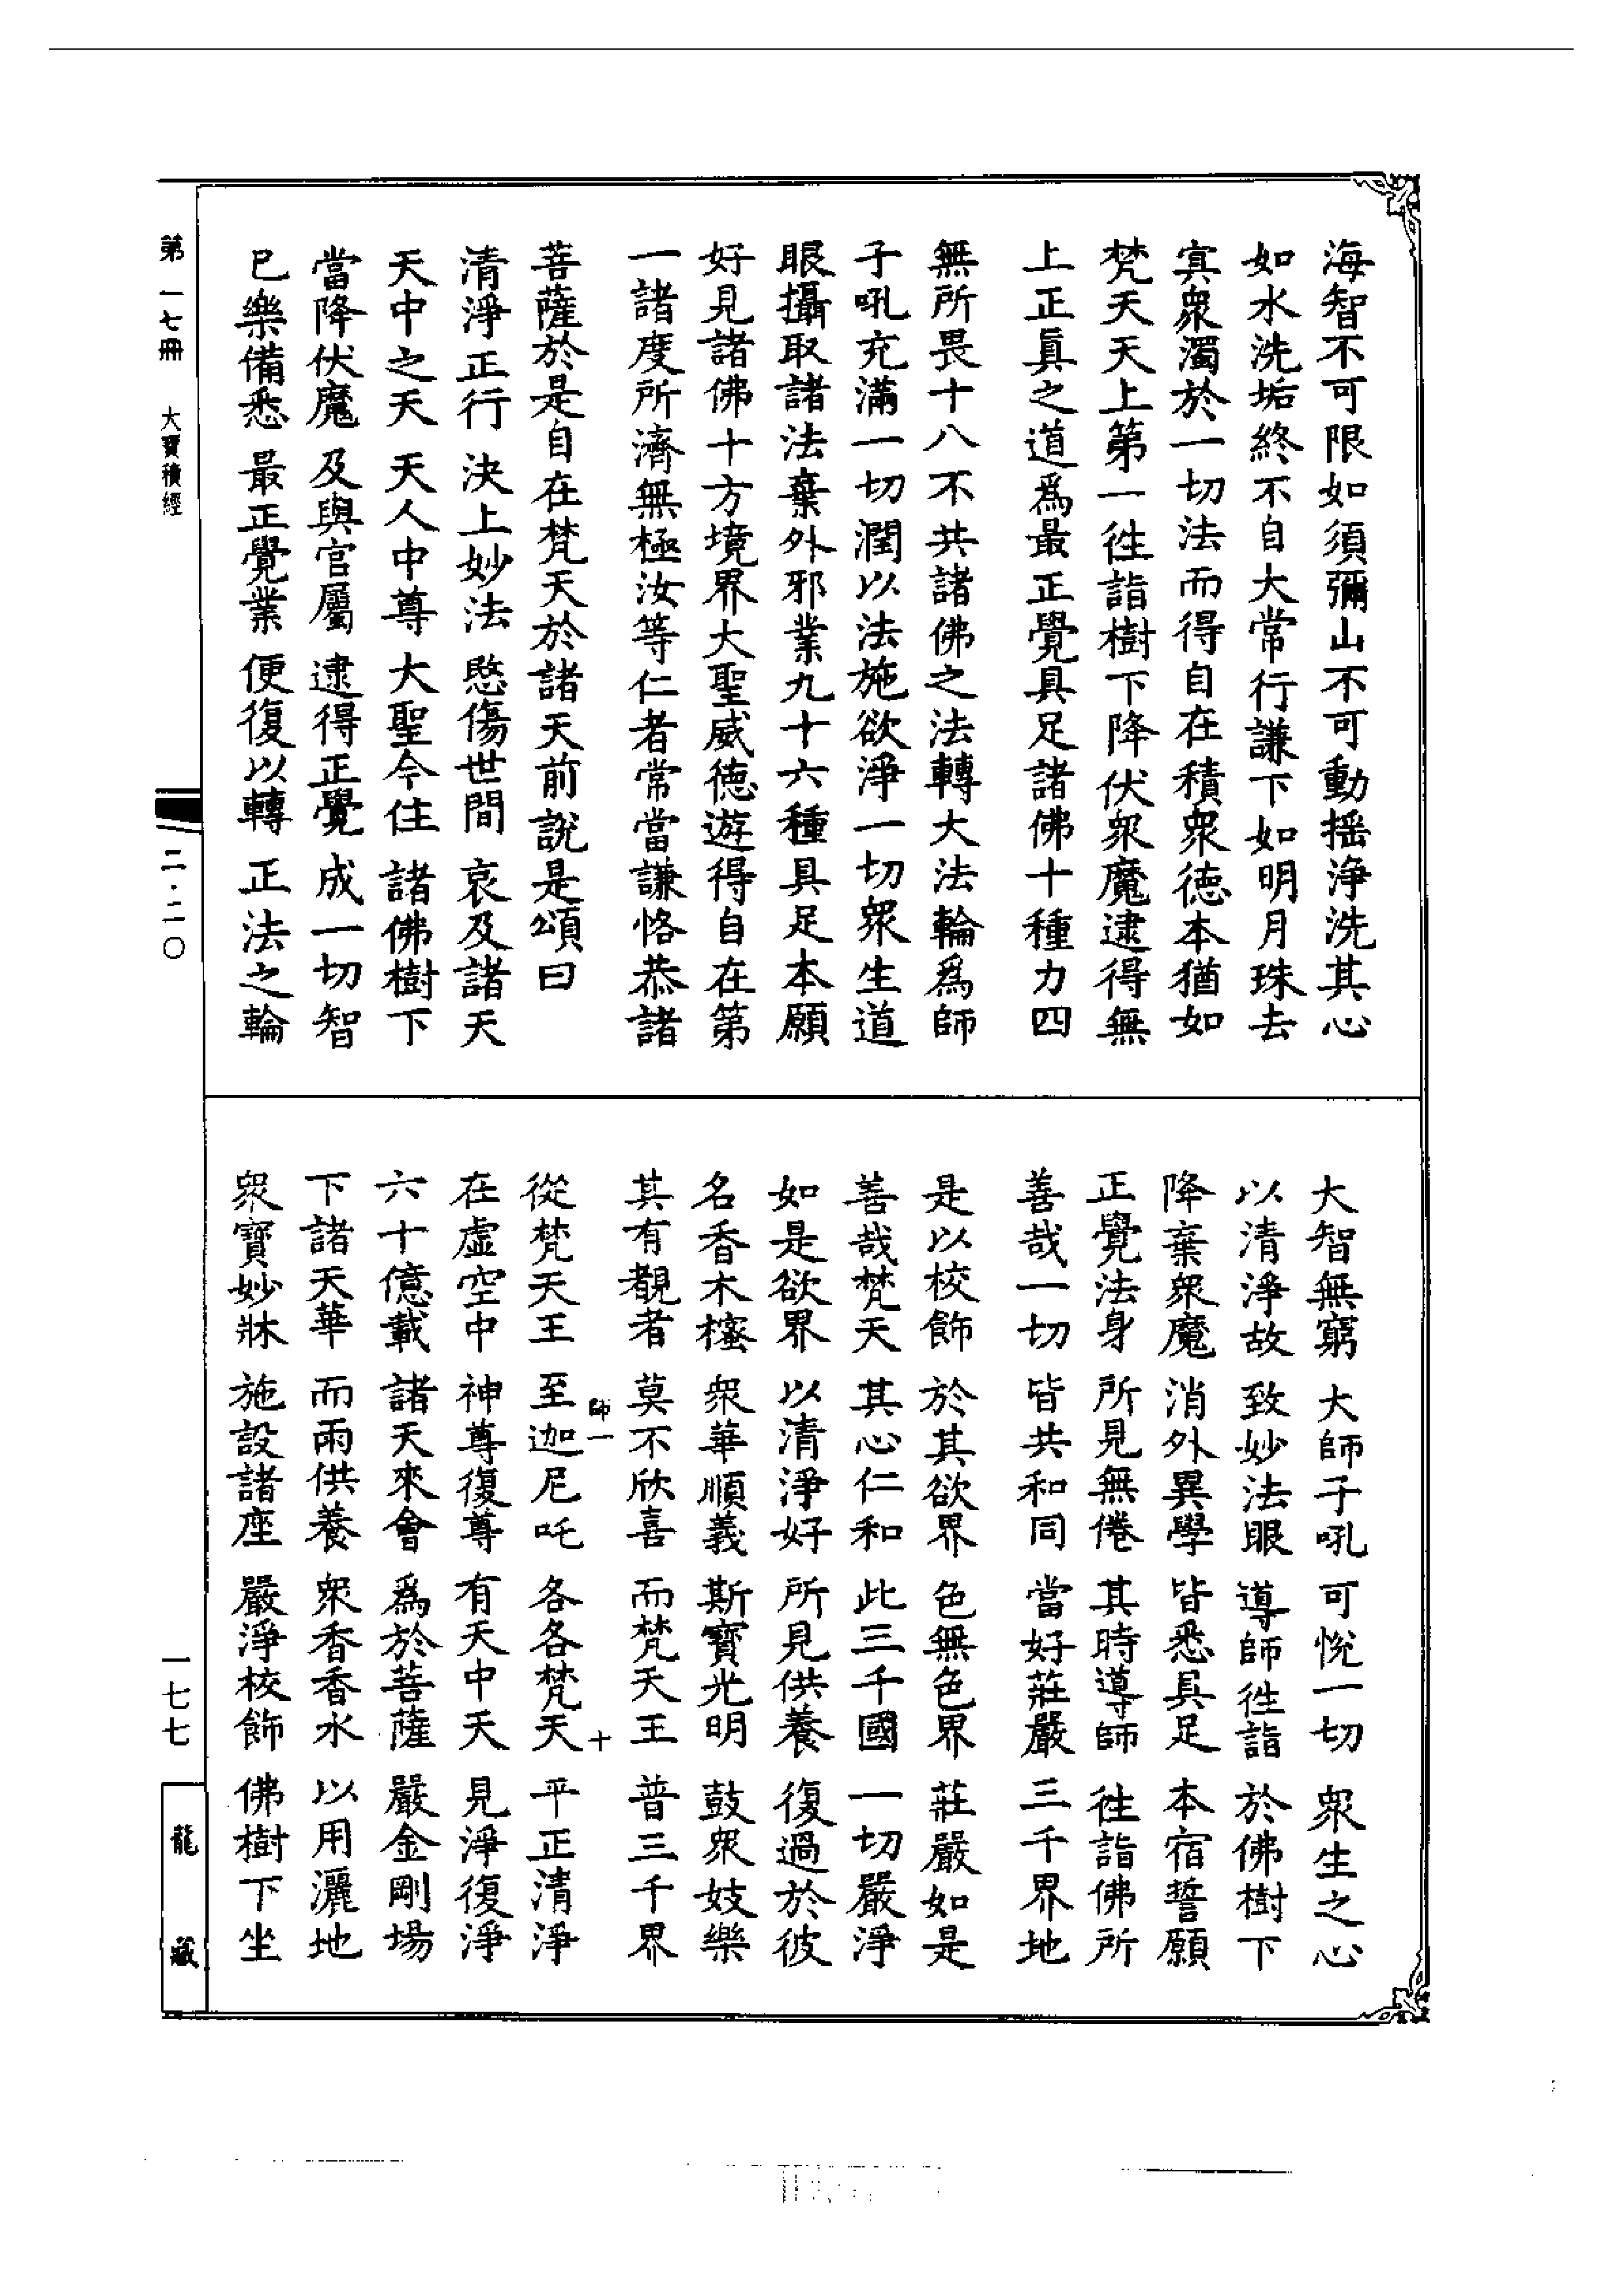 海智不可限如須彌山不可動揺淨洗其心
如水洗垢終不自大常行謙下如明月珠去
寘衆濁於一切法而得自在積衆德本猶如
梵天天上第一徃詣樹下降伏衆魔逮得無
上正眞之道爲最正覺具足諸佛十種力四
無所畏十八不共諸佛之法轉大法輪爲師
子吼充滿一切潤以法施欲淨一切衆生道
眼攝取諸法棄外邪業九十六種具足本願
好見諸佛十方境界大聖威德遊得自在第
一諸度所濟無極汝等仁者常當謙恪恭諸
菩薩於是自在梵天於諸天前說是頌曰
清淨正行 決上妙法 愍傷世間 哀及諸天
天中之天 天人中尊 大聖今住 諸佛樹下
當降伏魔 及與官屬 逮得正覺 成一切智
已樂備悉 最正覺業 便復以轉 正法之輪
大智無窮 大師子吼 可悅一切 衆生之心
以清淨故 致妙法眼 導師徃詣 於佛樹下
降棄衆魔 消外異學 皆悉具足 本宿誓願
正覺法身 所見無倦 其時導師 徃詣佛所
善哉一切 皆共和同 當好莊嚴 三千界地
是以校飾 於其欲界 色無色界 莊嚴如是
善哉梵天 其心仁和 此三千國 一切嚴淨
如是欲界 以清淨好 所見供養 復過於彼
名香木櫁 衆華順義 斯寶光明 鼓衆妓樂
其有覩者 莫不欣喜 而梵天王 普三千界
師一 十
從梵天王 至迦尼吒 各各梵天 平正清淨
在虛空中 神尊復尊 有天中天 見淨復淨
六十億載 諸天來會 爲於菩薩 嚴金剛場
下諸天華 而雨供養 衆香香水 以用灑地
衆寶妙牀 施設諸座 嚴淨校飾 佛樹下坐
第一七冊 大寶積經
二·二〇
一七七
龍藏